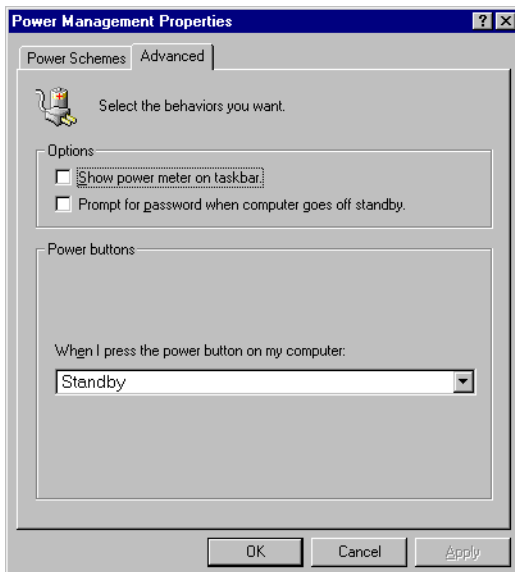 Power Management Properties
Power Schemes
Advanced
Select the behaviors you want.
Options
Show power meter on taskbar.
Prompt for password when computer goes off standby.
Power buttons
When I press the power button on my computer:
Standby
OK
Cancel
Apply